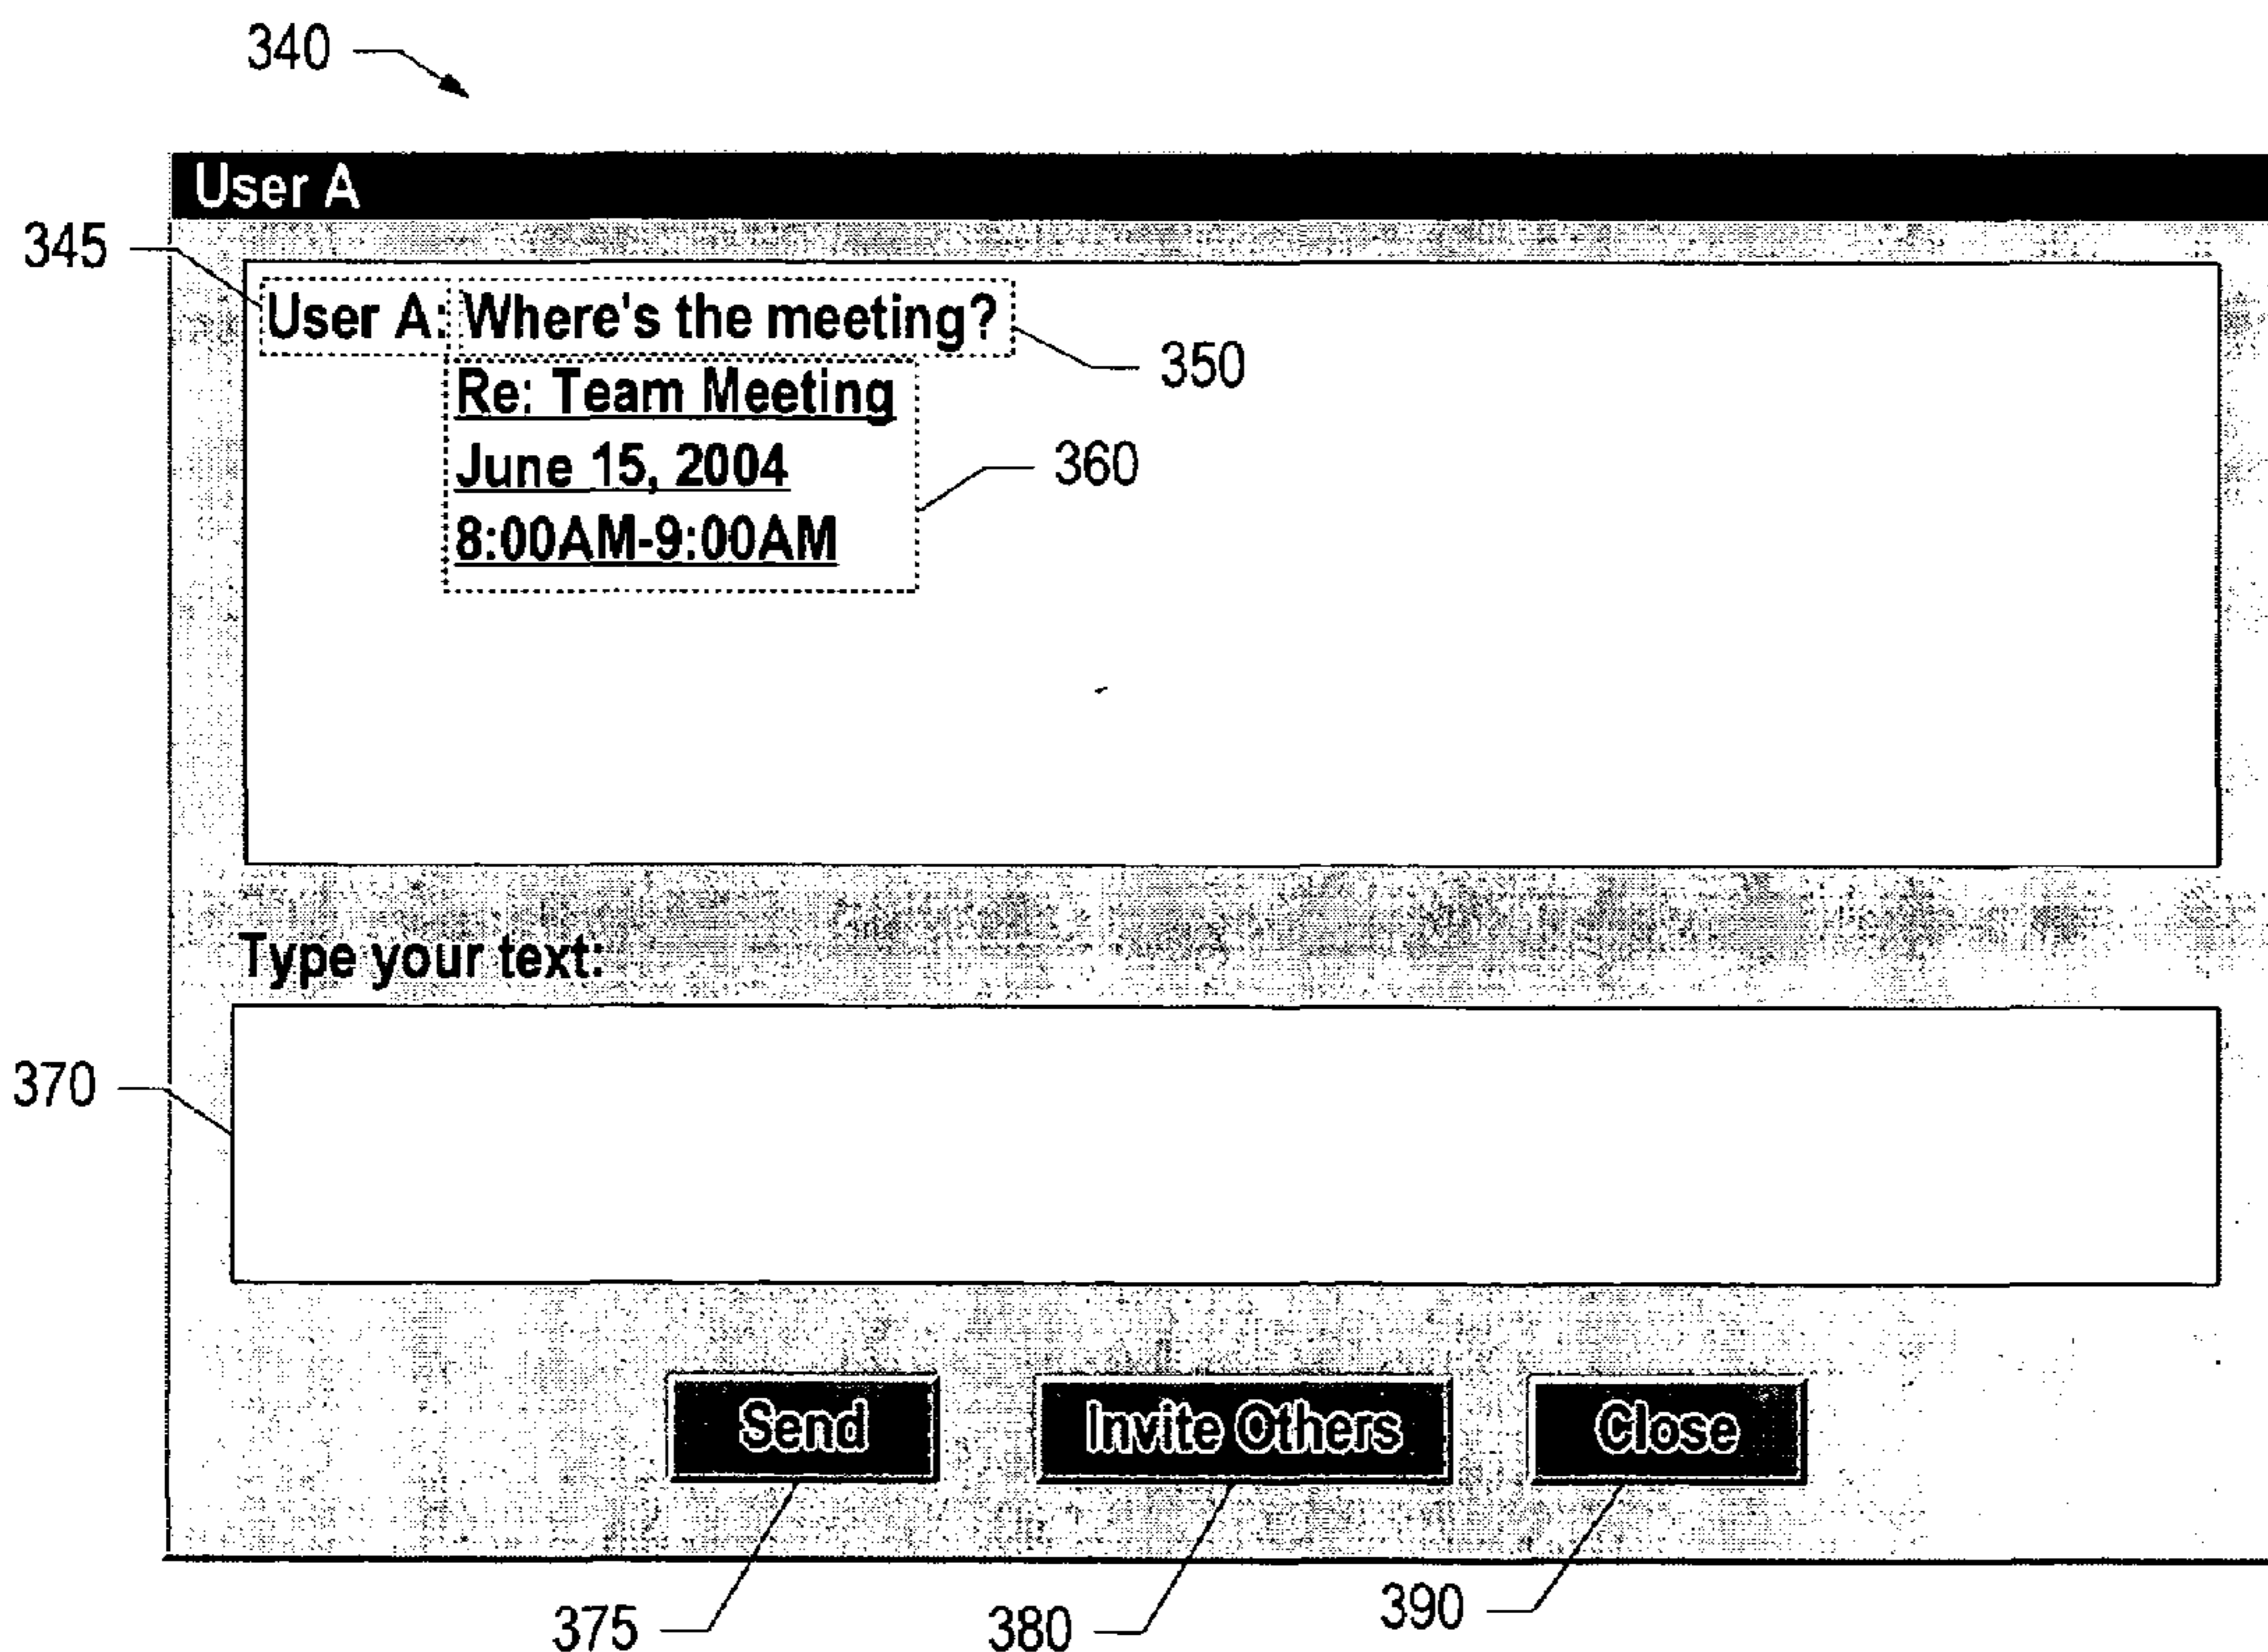 340
User A
345
User A: Where's the meeting?
350
Re: Team Meeting
June 15, 2004
360
8:00AM-9:00AM
Type your text:
370
Send Invite Others Close
375 380 390